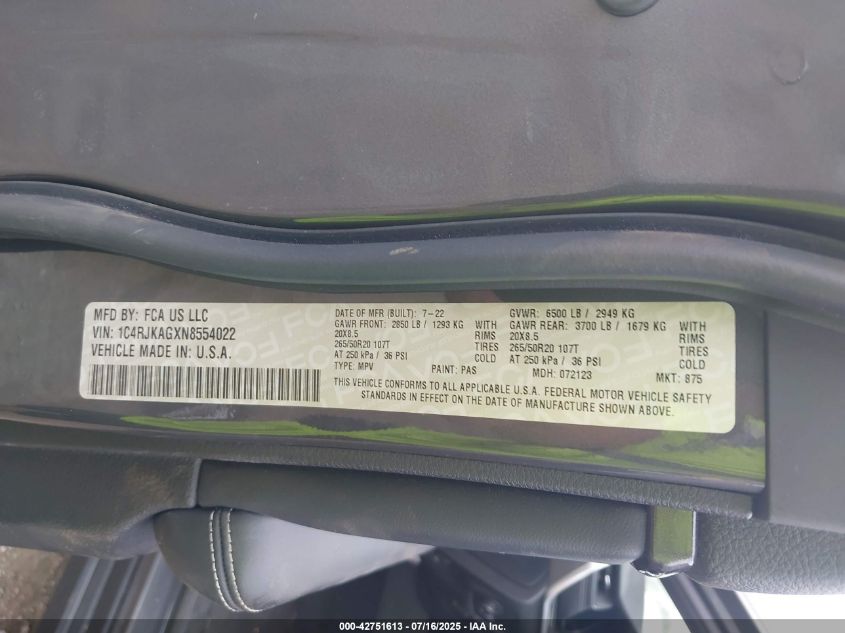 MFD BY: FCA US LLC
VIN: 1C4RJKAGXN8554022
VEHICLE MADE IN: U.S.A.
DATE OF MFR (BUILT): 7-22
GAWR FRONT: 2850 LB / 1293 KG WITH
20X8.5 RIMS
265/50R20 107T TIRES
AT 250 kPa / 36 PSI COLD
TYPE: MPV PAINT: PAS
GVWR: 6500 LB / 2949 KG
GAWR REAR: 3700 LB / 1679 KG WITH
20X8.5 RIMS
265/50R20 107T TIRES
AT 250 kPa / 36 PSI COLD
MDH: 072123 MKT: 875
THIS VEHICLE CONFORMS TO ALL APPLICABLE U.S.A. FEDERAL MOTOR VEHICLE SAFETY
STANDARDS IN EFFECT ON THE DATE OF MANUFACTURE SHOWN ABOVE.
000-42751613 - 07/16/2025 - IAA Inc.